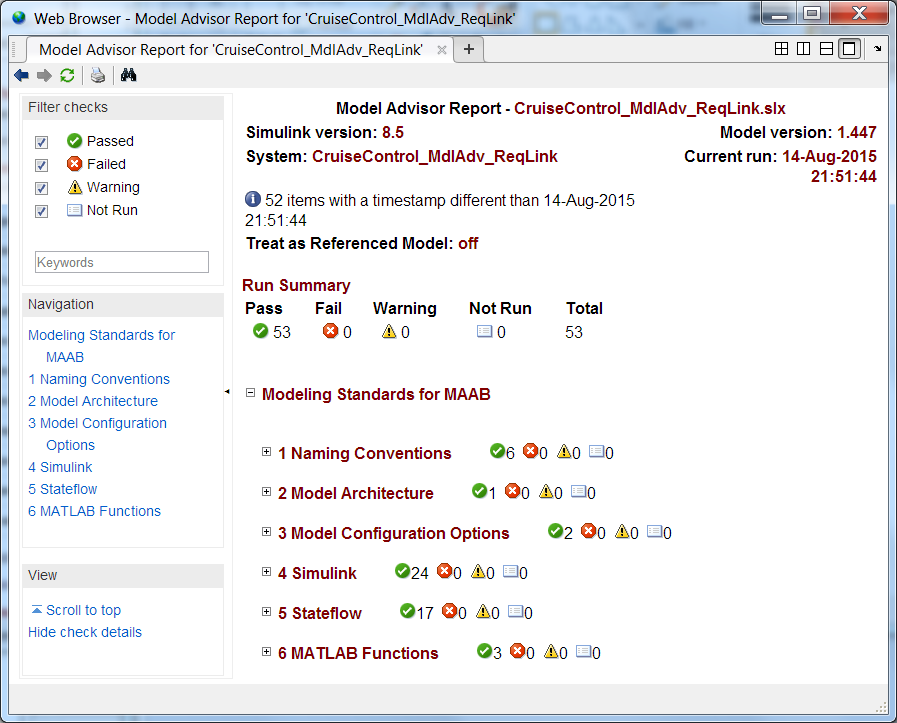 Web Browser - Model Advisor Report for 'CruiseControl_MdlAdv_ReqLink'
Model Advisor Report for 'CruiseControl_MdlAdv_ReqLink'
Filter checks
Passed
Failed
Warning
Not Run
Keywords
Navigation
Modeling Standards for
MAAB
1 Naming Conventions
2 Model Architecture
3 Model Configuration
Options
4 Simulink
5 Stateflow
6 MATLAB Functions
View
Scroll to top
Hide check details
Model Advisor Report - CruiseControl_MdlAdv_ReqLink.slx
Simulink version: 8.5 Model version: 1.447
System: CruiseControl_MdlAdv_ReqLink Current run: 14-Aug-2015
21:51:44
52 items with a timestamp different than 14-Aug-2015
21:51:44
Treat as Referenced Model: off
Run Summary
Pass Fail Warning Not Run Total
53 0 0 0 53
Modeling Standards for MAAB
1 Naming Conventions 6 0 0 0
2 Model Architecture 1 0 0 0
3 Model Configuration Options 2 0 0 0
4 Simulink 24 0 0 0
5 Stateflow 17 0 0 0
6 MATLAB Functions 3 0 0 0